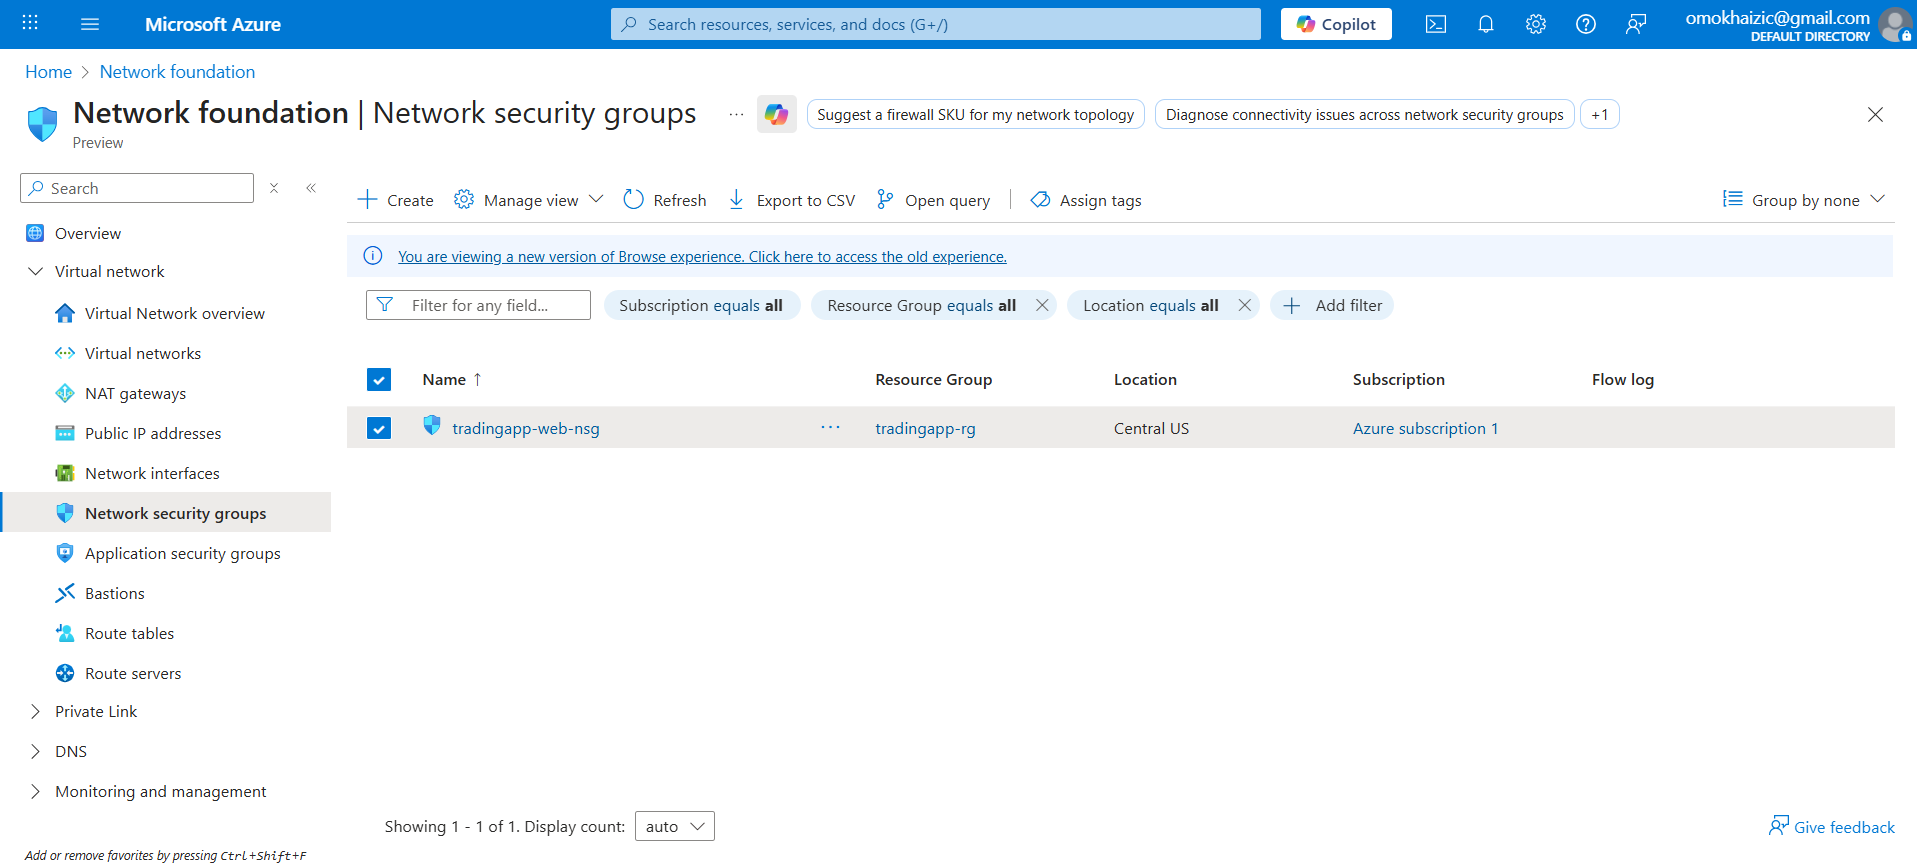 Microsoft Azure
Search resources, services, and docs (G+/)
Copilot
omokhaizic@gmail.com
DEFAULT DIRECTORY
Home > Network foundation
Network foundation | Network security groups
...
Suggest a firewall SKU for my network topology
Diagnose connectivity issues across network security groups
+1
Preview
Search
Create
Manage view
Refresh
Export to CSV
Open query
Assign tags
Group by none
Overview
Virtual network
Virtual Network overview
Virtual networks
NAT gateways
Public IP addresses
Network interfaces
Network security groups
Application security groups
Bastions
Route tables
Route servers
Private Link
DNS
Monitoring and management
Add or remove favorites by pressing Ctrl+Shift+F
You are viewing a new version of Browse experience. Click here to access the old experience.
Filter for any field...
Subscription equals all
Resource Group equals all
Location equals all
Add filter
Name ↑ Resource Group Location Subscription Flow log
tradingapp-web-nsg ... tradingapp-rg Central US Azure subscription 1
Showing 1 - 1 of 1. Display count: auto
Give feedback